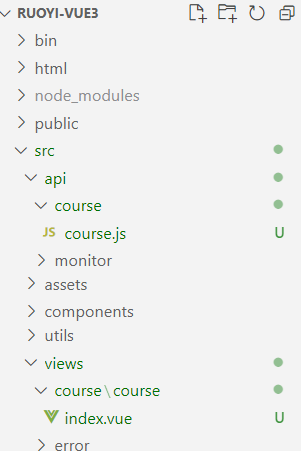 RUOYI-VUE3
bin
html
node_modules
public
src
api
course
JS course.js U
monitor
assets
components
utils
views
course\course
index.vue U
error